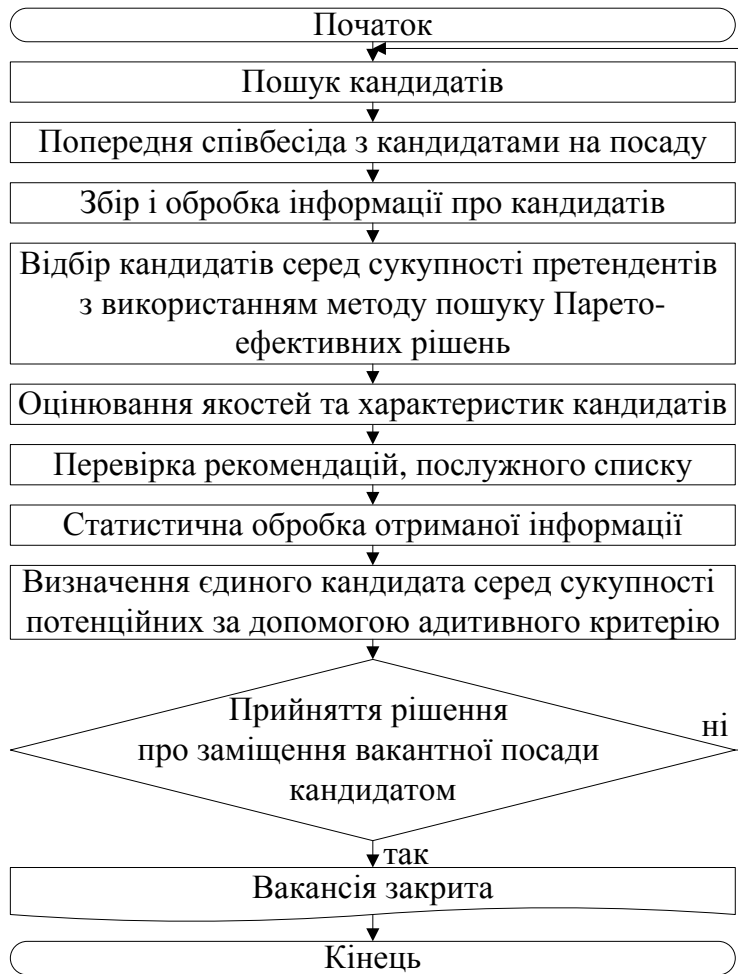 Початок
Пошук кандидатів
Попередня співбесіда з кандидатами на посаду
Збір і обробка інформації про кандидатів
Відбір кандидатів серед сукупності претендентів
з використанням методу пошуку Парето-
ефективних рішень
Оцінювання якостей та характеристик кандидатів
Перевірка рекомендацій, послужного списку
Статистична обробка отриманої інформації
Визначення єдиного кандидата серед сукупності
потенційних за допомогою адитивного критерію
Прийняття рішення
про заміщення вакантної посади
кандидатом
ні
так
Вакансія закрита
Кінець